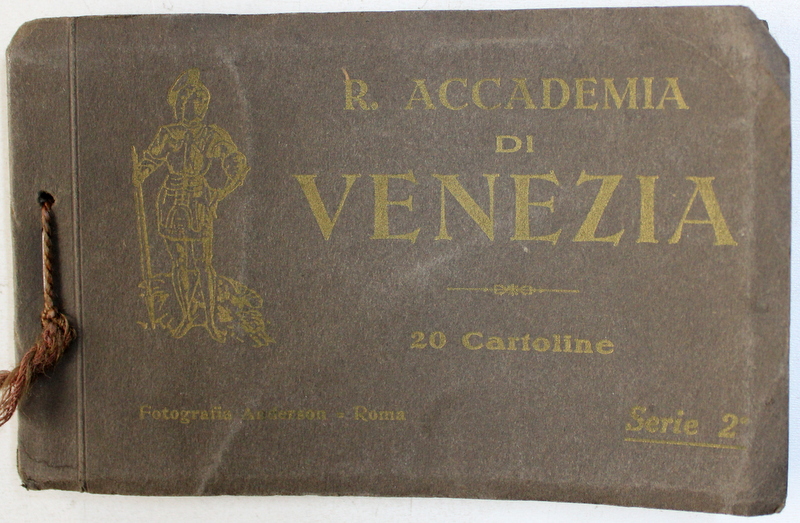 R. ACCADEMIA
DI
VENEZIA
20 Cartoline
Fotografie Anderson - Roma
Serie 2ª